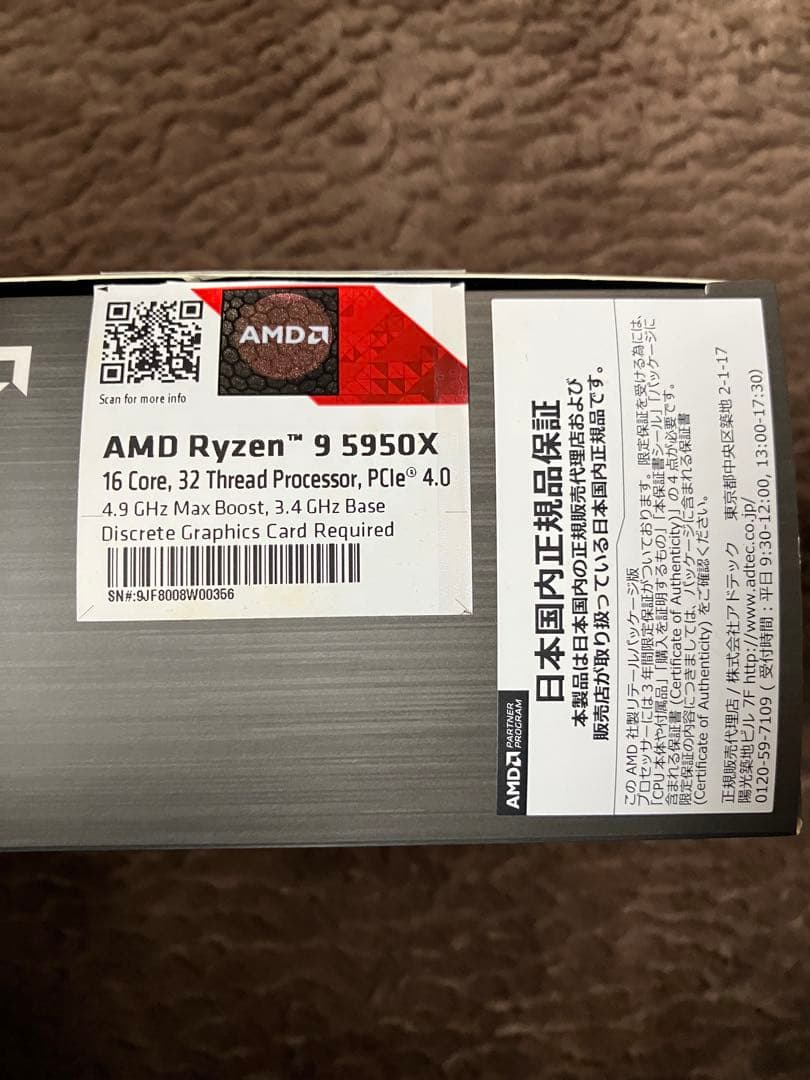 AMD
Scan for more info
AMD Ryzen™ 9 5950X
16 Core, 32 Thread Processor, PCIe® 4.0
4.9 GHz Max Boost, 3.4 GHz Base
Discrete Graphics Card Required
SN#:9JF8008W00356
AMD PARTNER
PROGRAM
日本国内正規品保証
本製品は日本国内の正規販売代理店および
販売店が取り扱っている日本国内正規品です。
この AMD 社製リテールパッケージ版
プロセッサーには３年間限定保証がついております。限定保証を受ける為には、
「CPU 本体や付属品」「購入を証明するもの」「本保証書シール」「パッケージに
含まれる保証書 (Certificate of Authenticity)」の４点が必要です。
限定保証の内容につきましては、パッケージに含まれる保証書
(Certificate of Authenticity) をご確認ください。
正規販売代理店 / 株式会社アドテック 東京都中央区築地 2-1-17
陽光築地ビル 7F http://www.adtec.co.jp/
0120-59-7109 ( 受付時間：平日 9:30-12:00, 13:00-17:30)